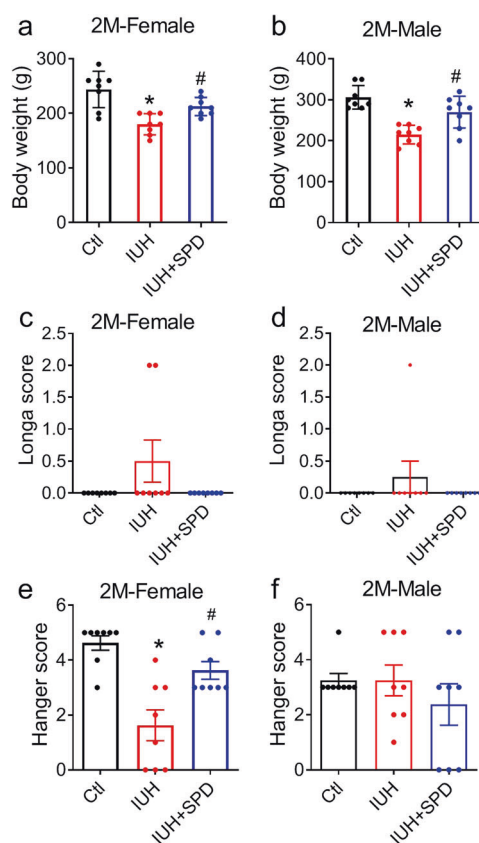 a
2M-Female
Body weight (g)
300
200
100
0
*
#
Ctl
IUH
IUH+SPD
b
2M-Male
Body weight (g)
400
300
200
100
0
*
#
Ctl
IUH
IUH+SPD
c
2M-Female
Longa score
2.5
2.0
1.5
1.0
0.5
0.0
Ctl
IUH
IUH+SPD
d
2M-Male
Longa score
2.5
2.0
1.5
1.0
0.5
0.0
Ctl
IUH
IUH+SPD
e
2M-Female
Hanger score
6
4
2
0
*
#
Ctl
IUH
IUH+SPD
f
2M-Male
Hanger score
6
4
2
0
Ctl
IUH
IUH+SPD